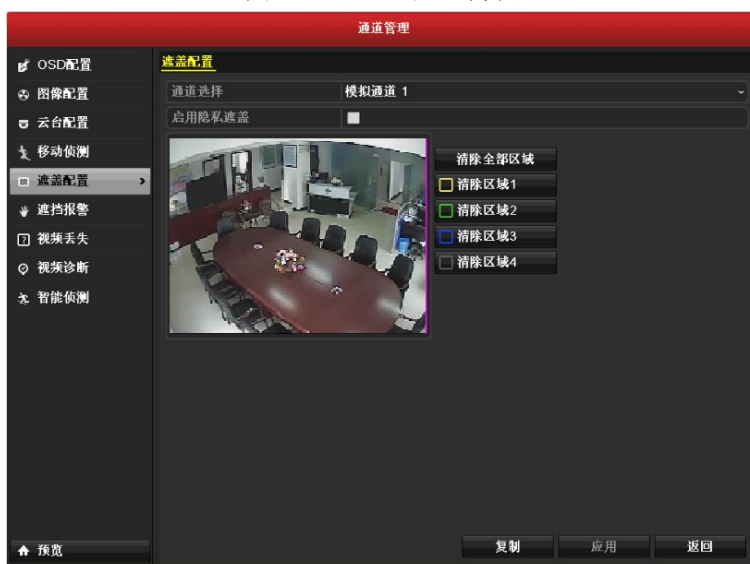 通道管理
OSD配置
图像配置
云台配置
移动侦测
遮盖配置
遮挡报警
视频丢失
视频诊断
智能侦测
预览
遮盖配置
通道选择 模拟通道 1
启用隐私遮盖
清除全部区域
清除区域1
清除区域2
清除区域3
清除区域4
复制 应用 返回